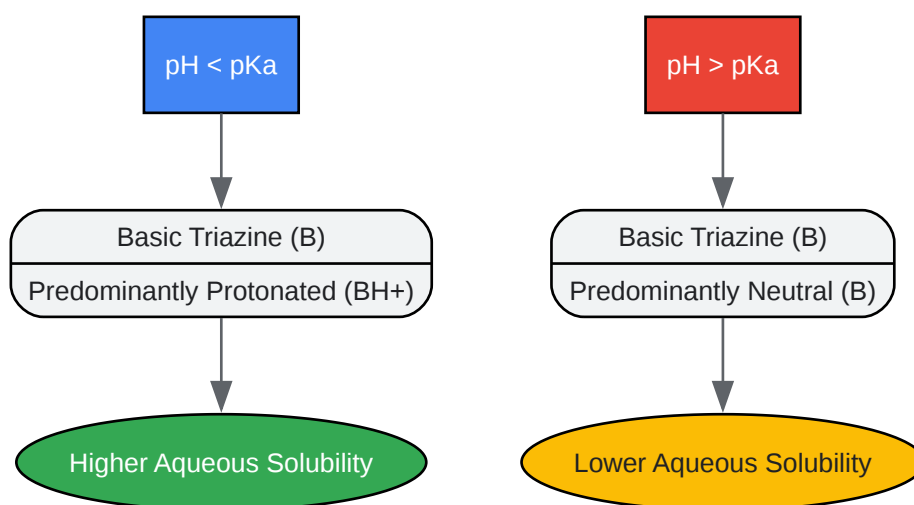 pH < pKa
pH > pKa
Basic Triazine (B)
Predominantly Protonated (BH+)
Basic Triazine (B)
Predominantly Neutral (B)
Higher Aqueous Solubility
Lower Aqueous Solubility